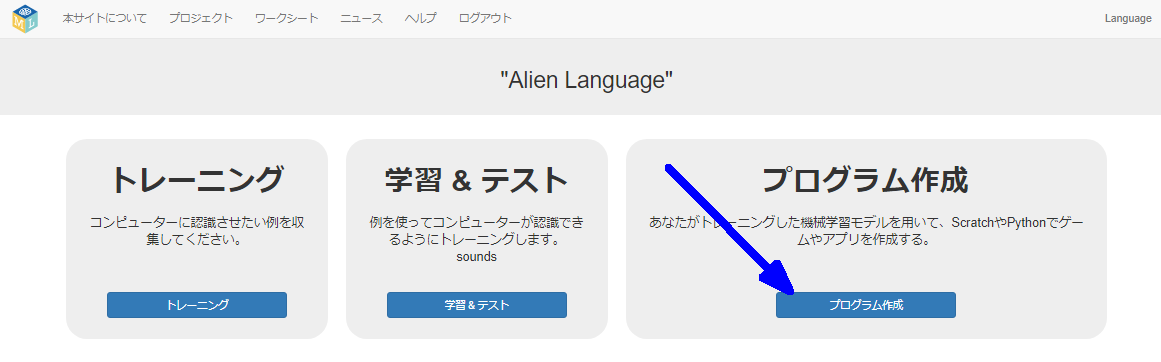 本サイトについて プロジェクト ワークシート ニュース ヘルプ ログアウト Language
"Alien Language"
トレーニング
コンピューターに認識させたい例を収
集してください。
トレーニング
学習 & テスト
例を使ってコンピューターが認識でき
るようにトレーニングします。
sounds
学習 & テスト
プログラム作成
あなたがトレーニングした機械学習モデルを用いて、ScratchやPythonでゲー
ムやアプリを作成する。
プログラム作成